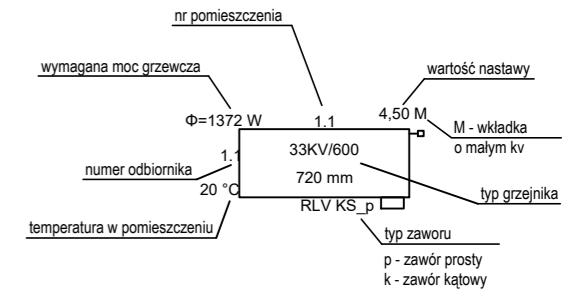 nr pomieszczenia
wymagana moc grzewcza
wartość nastawy
Φ=1372 W
1.1
4,50 M
M - wkładka
o małym kv
1.1
33KV/600
numer odbiornika
720 mm
typ grzejnika
20 °C
RLV KS_p
temperatura w pomieszczeniu
typ zaworu
p - zawór prosty
k - zawór kątowy